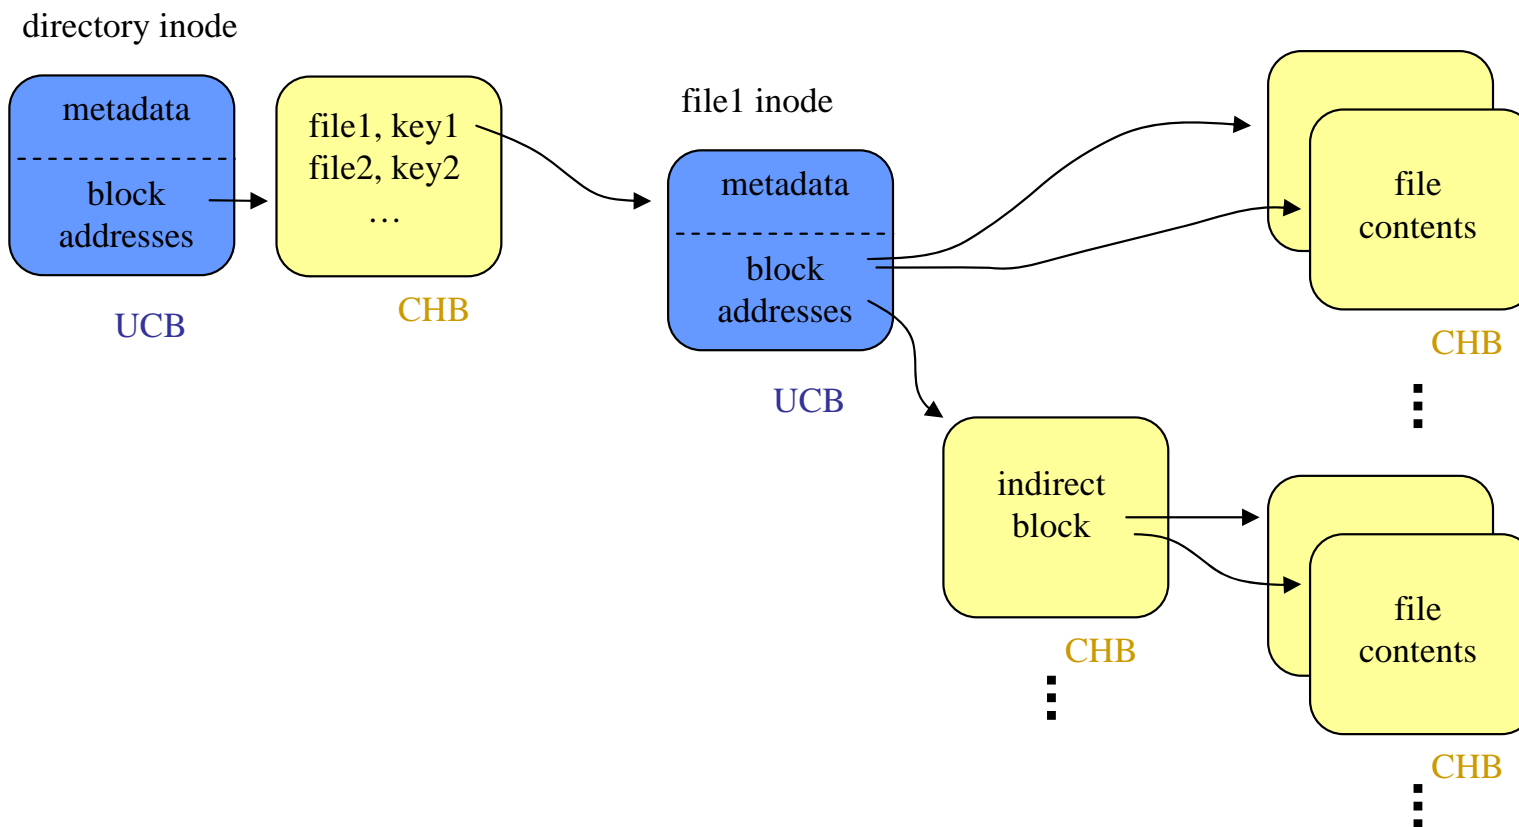 directory inode
metadata
block
addresses
UCB
file1, key1
file2, key2
…
CHB
file1 inode
metadata
block
addresses
UCB
file
contents
CHB
indirect
block
CHB
file
contents
CHB